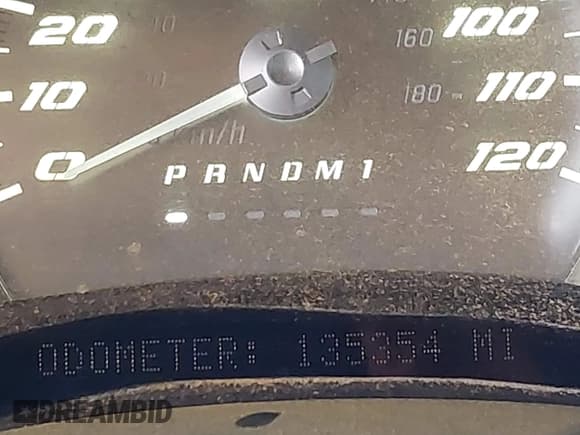 20 100
160
10 180 110
km/h
0 120
P R N D M 1
ODOMETER: 135354 MI
DREAMBID